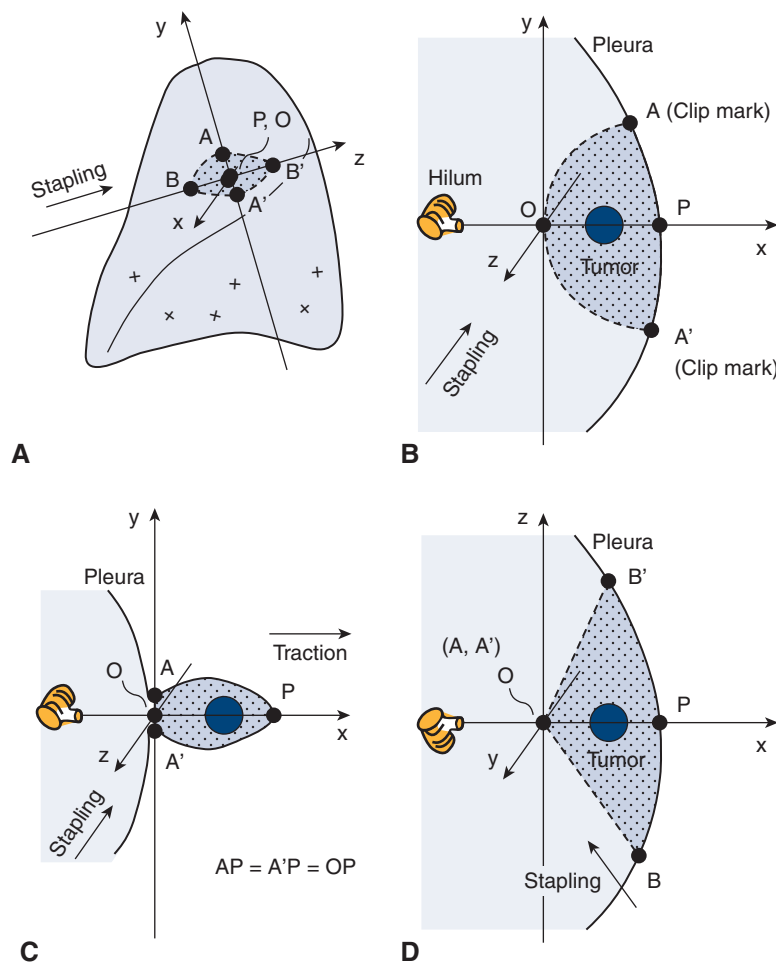 y
A
P, O
z
B
B'
Stapling
A'
x
A
y
Pleura
A (Clip mark)
Hilum
O
P
x
z
Tumor
A'
(Clip mark)
Stapling
B
y
Pleura
A
Traction
O
P
x
z
A'
Stapling
AP = A'P = OP
C
z
Pleura
B'
(A, A')
O
P
x
y
Tumor
B
Stapling
D